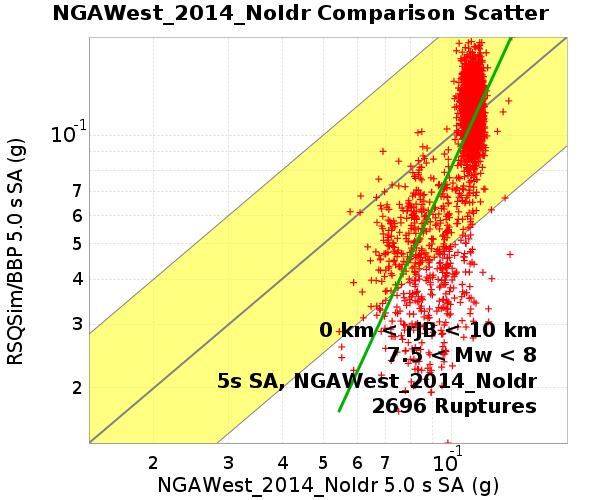 NGAWest_2014_NoIdr Comparison Scatter
RSQSim/BBP 5.0 s SA (g)
10-1
7
6
5
4
3
2
0 km < rJB < 10 km
7.5 < Mw < 8
5s SA, NGAWest_2014_NoIdr
2696 Ruptures
2 3 4 5 6 7 10-1
NGAWest_2014_NoIdr 5.0 s SA (g)